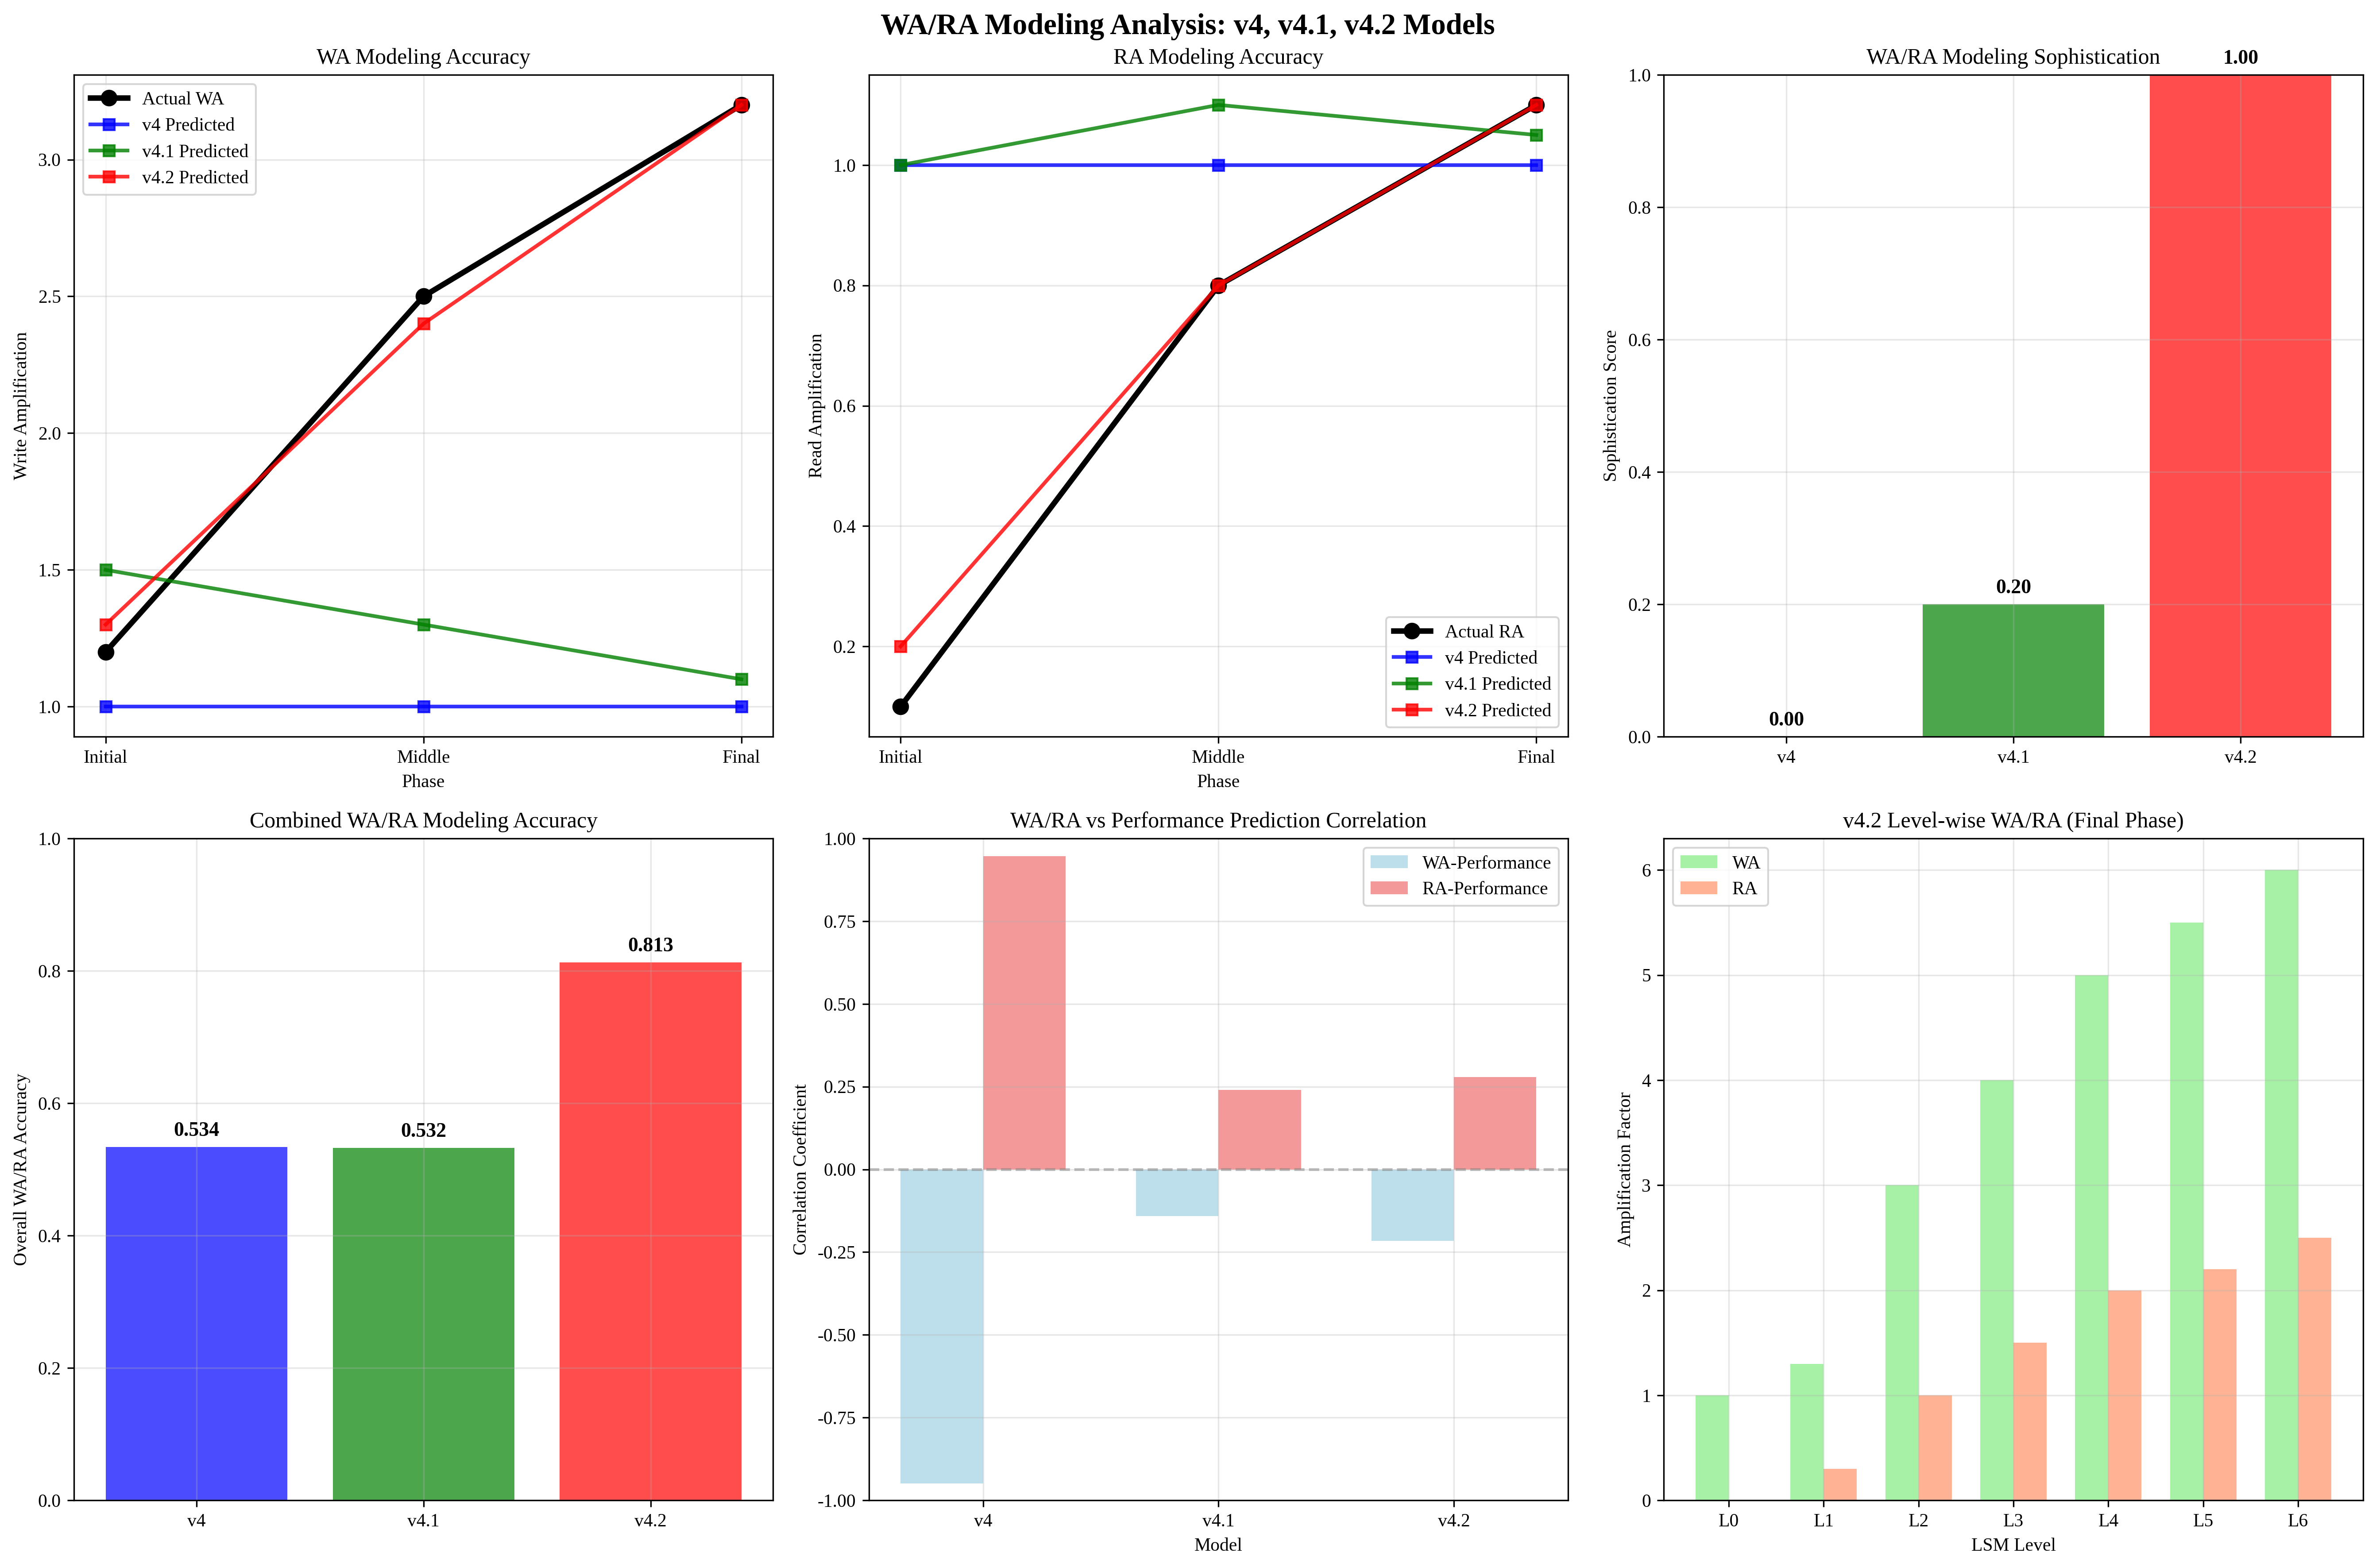 WA/RA Modeling Analysis: v4, v4.1, v4.2 Models
WA Modeling Accuracy
Write Amplification
3.0
2.5
2.0
1.5
1.0
Actual WA
v4 Predicted
v4.1 Predicted
v4.2 Predicted
Initial
Middle
Final
Phase
RA Modeling Accuracy
Read Amplification
1.0
0.8
0.6
0.4
0.2
Actual RA
v4 Predicted
v4.1 Predicted
v4.2 Predicted
Initial
Middle
Final
Phase
WA/RA Modeling Sophistication
Sophistication Score
1.0
0.8
0.6
0.4
0.2
0.0
0.00
0.20
1.00
v4
v4.1
v4.2
Combined WA/RA Modeling Accuracy
Overall WA/RA Accuracy
1.0
0.8
0.6
0.4
0.2
0.0
0.534
0.532
0.813
v4
v4.1
v4.2
WA/RA vs Performance Prediction Correlation
Correlation Coefficient
1.00
0.75
0.50
0.25
0.00
-0.25
-0.50
-0.75
-1.00
WA-Performance
RA-Performance
v4
v4.1
v4.2
Model
v4.2 Level-wise WA/RA (Final Phase)
Amplification Factor
6
5
4
3
2
1
0
WA
RA
L0
L1
L2
L3
L4
L5
L6
LSM Level